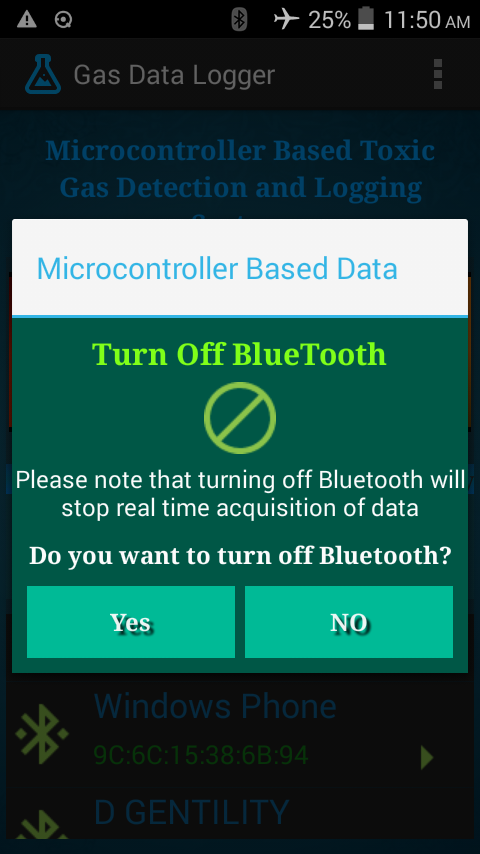 25% 11:50 AM
Gas Data Logger
Microcontroller Based Toxic
Gas Detection and Logging
Microcontroller Based Data
Turn Off BlueTooth
Please note that turning off Bluetooth will
stop real time acquisition of data
Do you want to turn off Bluetooth?
Yes NO
Windows Phone
9C:6C:15:38:6B:94
D GENTILITY